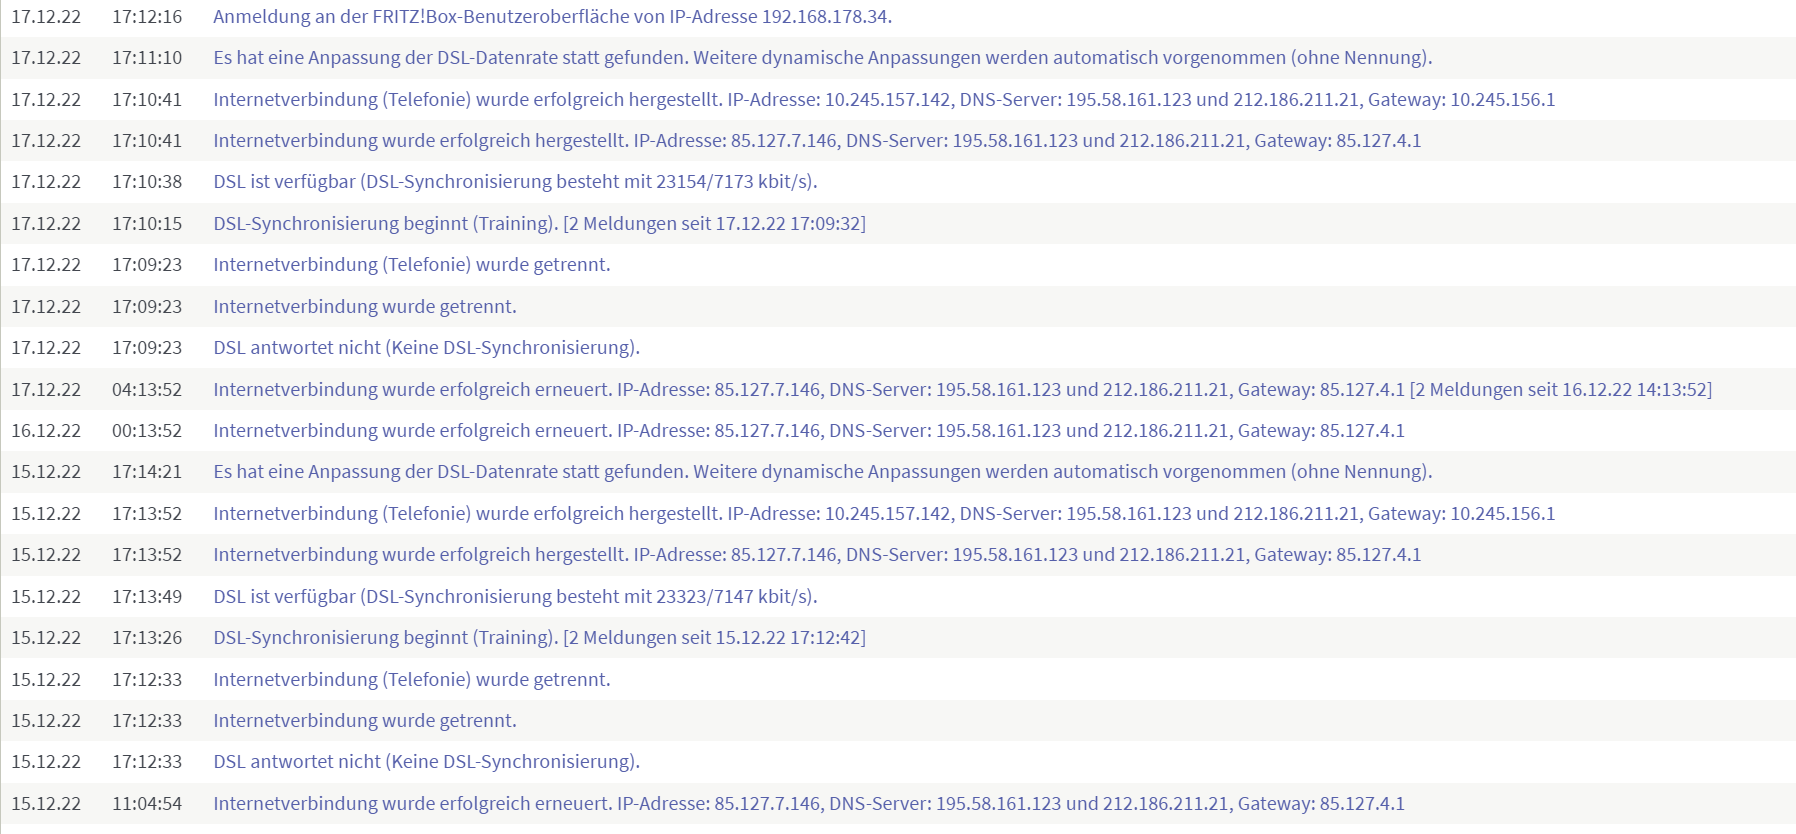 17.12.22 17:12:16 Anmeldung an der FRITZ!Box-Benutzeroberfläche von IP-Adresse 192.168.178.34.
17.12.22 17:11:10 Es hat eine Anpassung der DSL-Datenrate statt gefunden. Weitere dynamische Anpassungen werden automatisch vorgenommen (ohne Nennung).
17.12.22 17:10:41 Internetverbindung (Telefonie) wurde erfolgreich hergestellt. IP-Adresse: 10.245.157.142, DNS-Server: 195.58.161.123 und 212.186.211.21, Gateway: 10.245.156.1
17.12.22 17:10:41 Internetverbindung wurde erfolgreich hergestellt. IP-Adresse: 85.127.7.146, DNS-Server: 195.58.161.123 und 212.186.211.21, Gateway: 85.127.4.1
17.12.22 17:10:38 DSL ist verfügbar (DSL-Synchronisierung besteht mit 23154/7173 kbit/s).
17.12.22 17:10:15 DSL-Synchronisierung beginnt (Training). [2 Meldungen seit 17.12.22 17:09:32]
17.12.22 17:09:23 Internetverbindung (Telefonie) wurde getrennt.
17.12.22 17:09:23 Internetverbindung wurde getrennt.
17.12.22 17:09:23 DSL antwortet nicht (Keine DSL-Synchronisierung).
17.12.22 04:13:52 Internetverbindung wurde erfolgreich erneuert. IP-Adresse: 85.127.7.146, DNS-Server: 195.58.161.123 und 212.186.211.21, Gateway: 85.127.4.1 [2 Meldungen seit 16.12.22 14:13:52]
16.12.22 00:13:52 Internetverbindung wurde erfolgreich erneuert. IP-Adresse: 85.127.7.146, DNS-Server: 195.58.161.123 und 212.186.211.21, Gateway: 85.127.4.1
15.12.22 17:14:21 Es hat eine Anpassung der DSL-Datenrate statt gefunden. Weitere dynamische Anpassungen werden automatisch vorgenommen (ohne Nennung).
15.12.22 17:13:52 Internetverbindung (Telefonie) wurde erfolgreich hergestellt. IP-Adresse: 10.245.157.142, DNS-Server: 195.58.161.123 und 212.186.211.21, Gateway: 10.245.156.1
15.12.22 17:13:52 Internetverbindung wurde erfolgreich hergestellt. IP-Adresse: 85.127.7.146, DNS-Server: 195.58.161.123 und 212.186.211.21, Gateway: 85.127.4.1
15.12.22 17:13:49 DSL ist verfügbar (DSL-Synchronisierung besteht mit 23323/7147 kbit/s).
15.12.22 17:13:26 DSL-Synchronisierung beginnt (Training). [2 Meldungen seit 15.12.22 17:12:42]
15.12.22 17:12:33 Internetverbindung (Telefonie) wurde getrennt.
15.12.22 17:12:33 Internetverbindung wurde getrennt.
15.12.22 17:12:33 DSL antwortet nicht (Keine DSL-Synchronisierung).
15.12.22 11:04:54 Internetverbindung wurde erfolgreich erneuert. IP-Adresse: 85.127.7.146, DNS-Server: 195.58.161.123 und 212.186.211.21, Gateway: 85.127.4.1